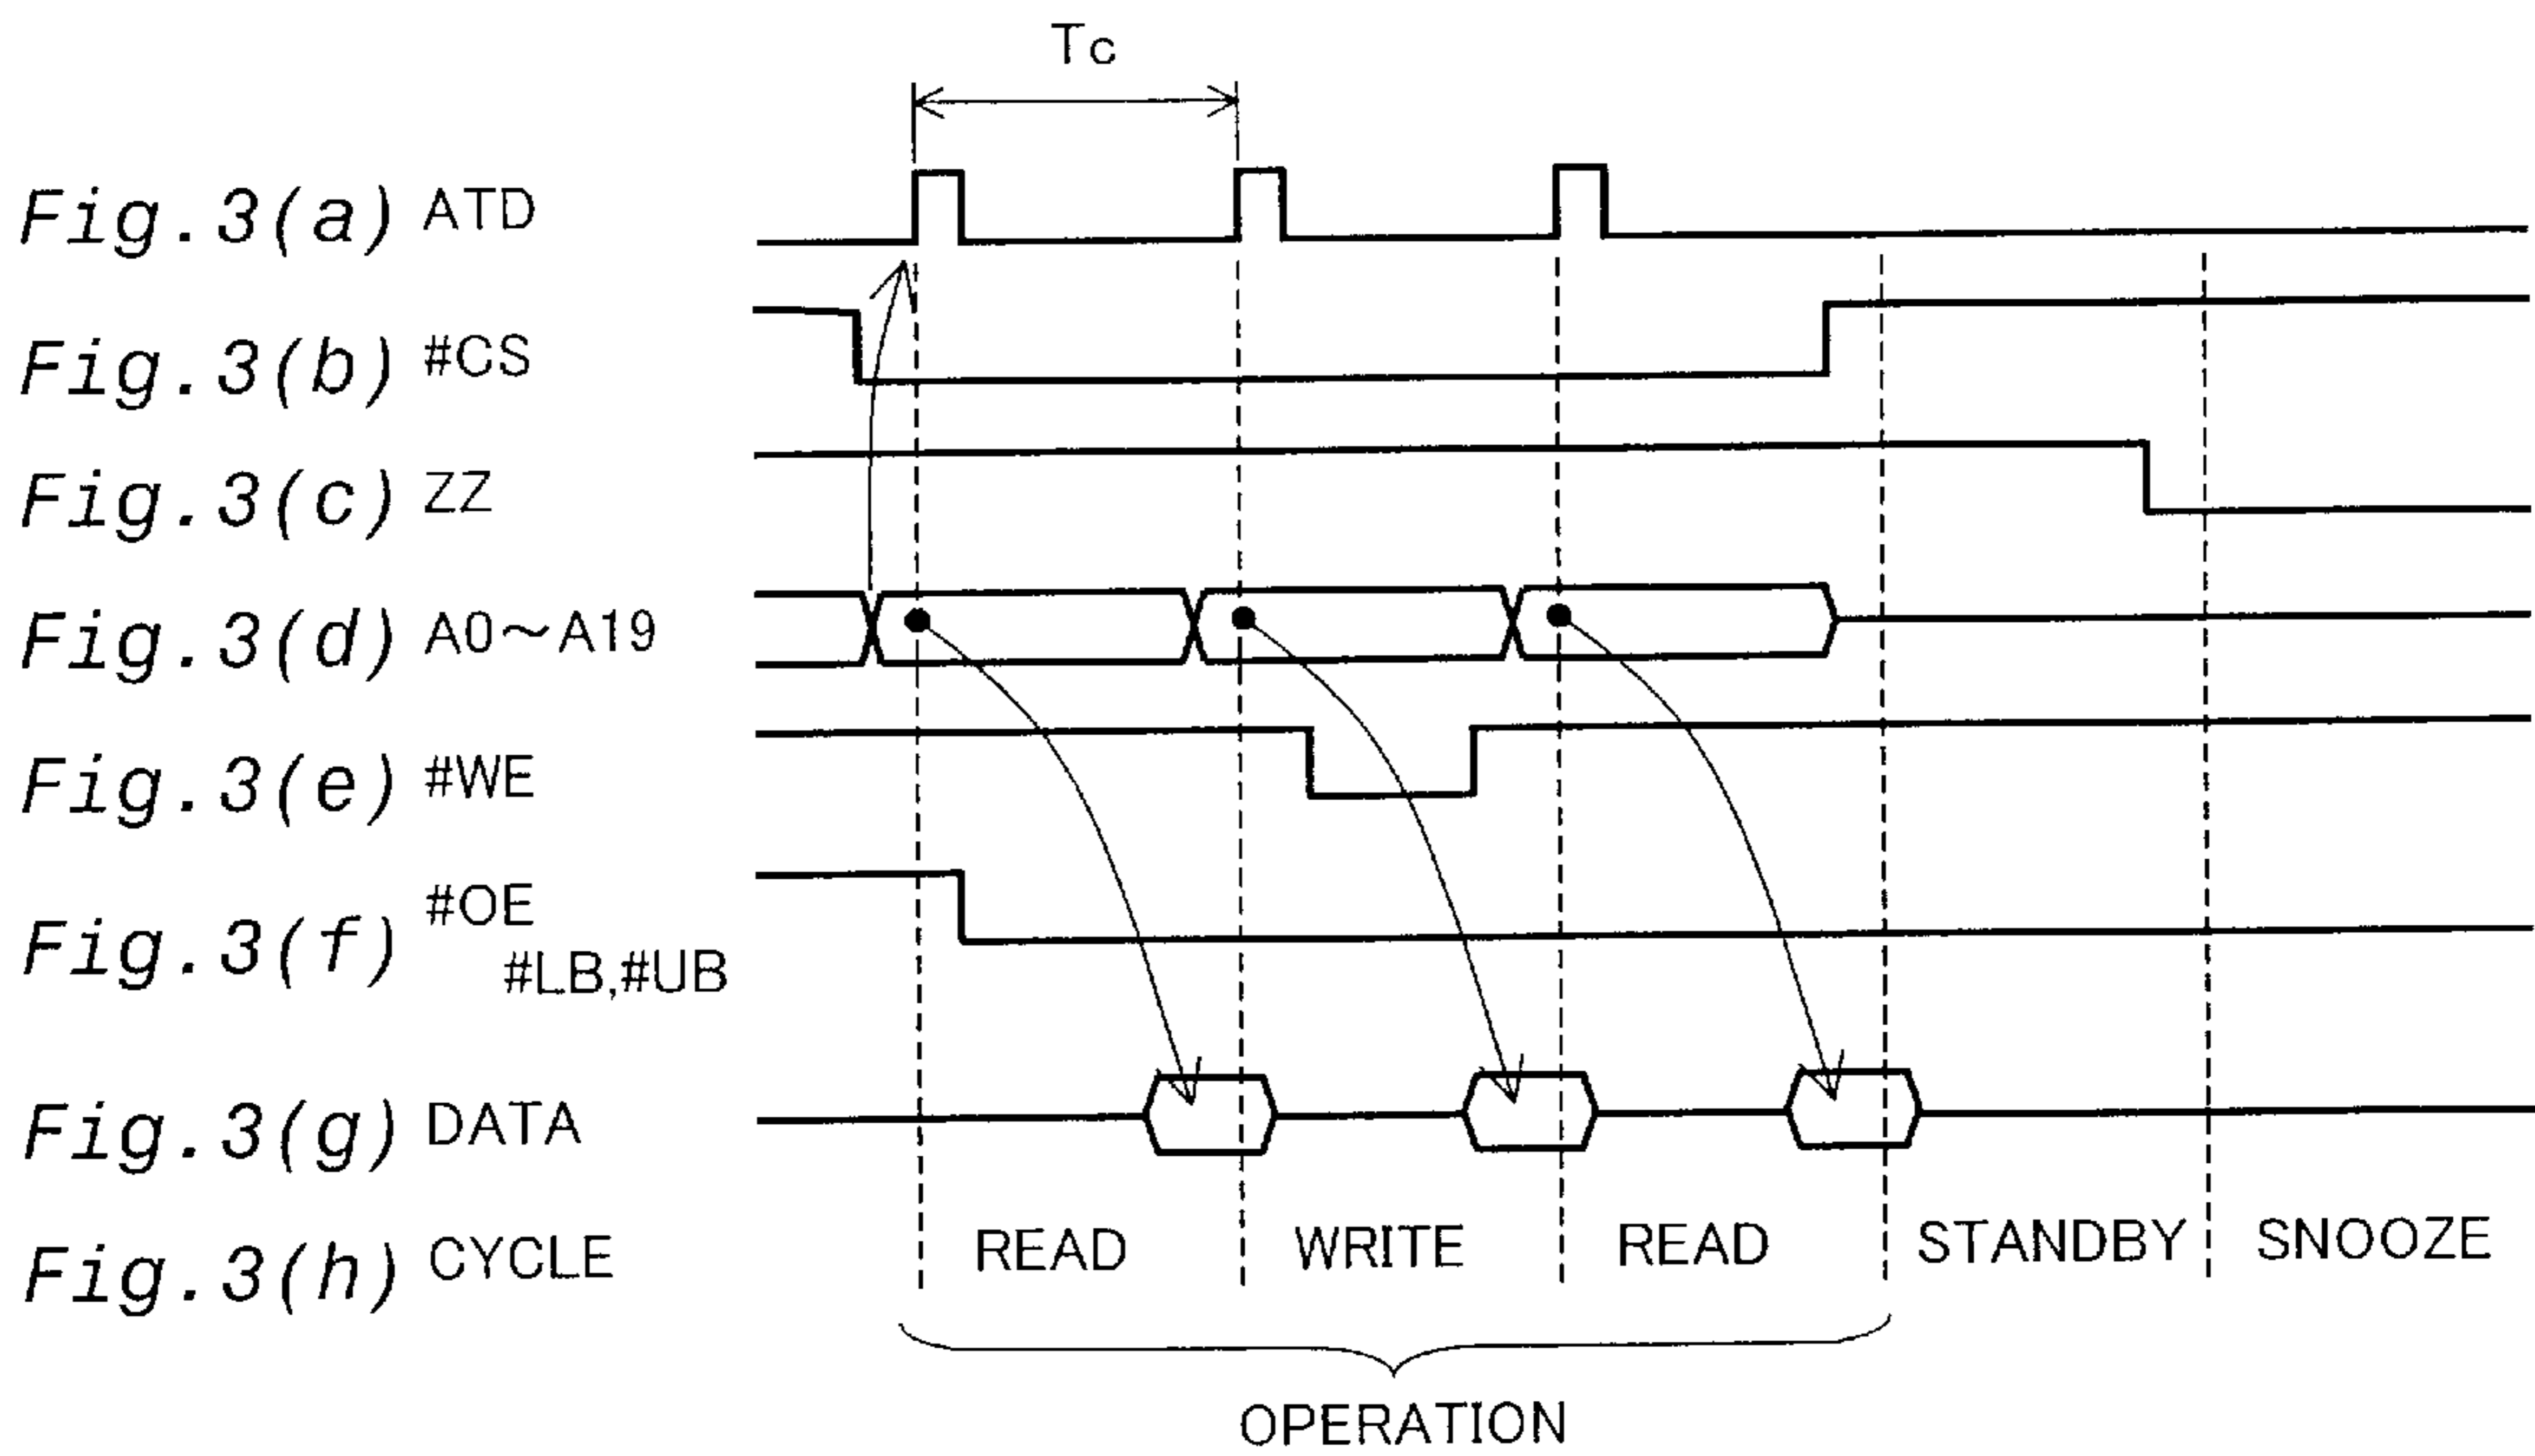 Tc
Fig.3(a) ATD
Fig.3(b) #CS
Fig.3(c) ZZ
Fig.3(d) A0～A19
Fig.3(e) #WE
Fig.3(f) #OE
#LB,#UB
Fig.3(g) DATA
Fig.3(h) CYCLE READ WRITE READ STANDBY SNOOZE
OPERATION